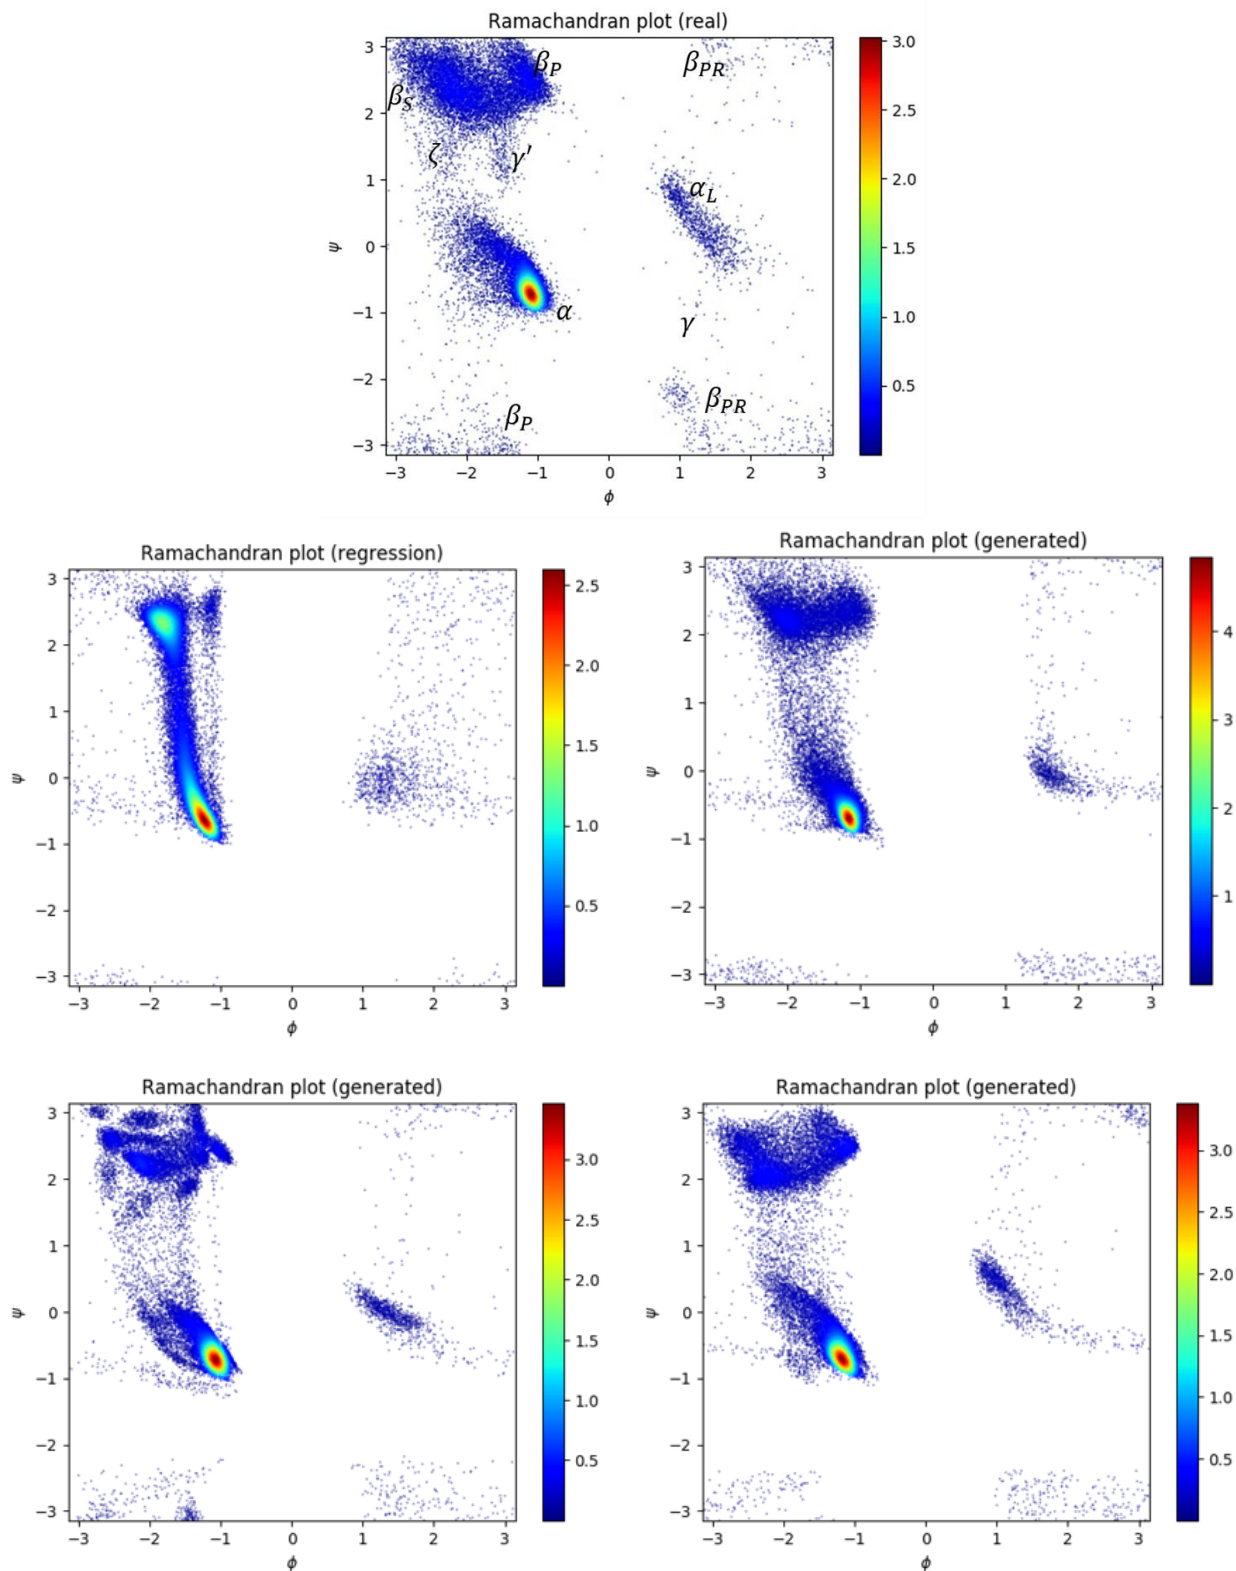 Ramachandran plot (real)
3
2
1
0
−1
−2
−3
ψ
−3 −2 −1 0 1 2 3
ϕ
β_P
β_PR
β_S
ζ
γ′
α_L
α
γ
β_P
β_PR
3.0
2.5
2.0
1.5
1.0
0.5
Ramachandran plot (regression)
3
2
1
0
−1
−2
−3
ψ
−3 −2 −1 0 1 2 3
ϕ
2.5
2.0
1.5
1.0
0.5
Ramachandran plot (generated)
3
2
1
0
−1
−2
−3
ψ
−3 −2 −1 0 1 2 3
ϕ
4
3
2
1
Ramachandran plot (generated)
3
2
1
0
−1
−2
−3
ψ
−3 −2 −1 0 1 2 3
ϕ
3.0
2.5
2.0
1.5
1.0
0.5
Ramachandran plot (generated)
3
2
1
0
−1
−2
−3
ψ
−3 −2 −1 0 1 2 3
ϕ
3.0
2.5
2.0
1.5
1.0
0.5